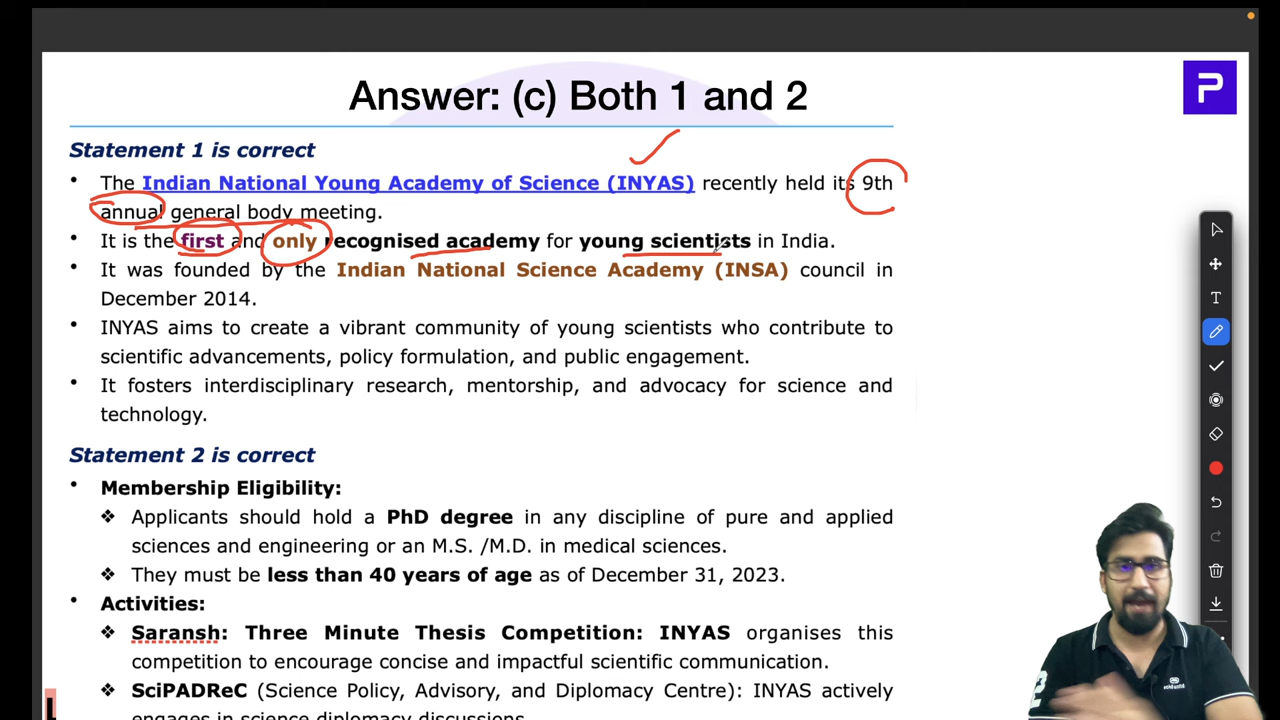 Answer: (c) Both 1 and 2
P
Statement 1 is correct
• The Indian National Young Academy of Science (INYAS) recently held its 9th
annual general body meeting.
• It is the first and only recognised academy for young scientists in India.
• It was founded by the Indian National Science Academy (INSA) council in
December 2014.
• INYAS aims to create a vibrant community of young scientists who contribute to
scientific advancements, policy formulation, and public engagement.
• It fosters interdisciplinary research, mentorship, and advocacy for science and
technology.
Statement 2 is correct
• Membership Eligibility:
❖ Applicants should hold a PhD degree in any discipline of pure and applied
sciences and engineering or an M.S. /M.D. in medical sciences.
❖ They must be less than 40 years of age as of December 31, 2023.
• Activities:
❖ Saransh: Three Minute Thesis Competition: INYAS organises this
competition to encourage concise and impactful scientific communication.
❖ SciPADReC (Science Policy, Advisory, and Diplomacy Centre): INYAS actively
engages in science diplomacy discussions.
T